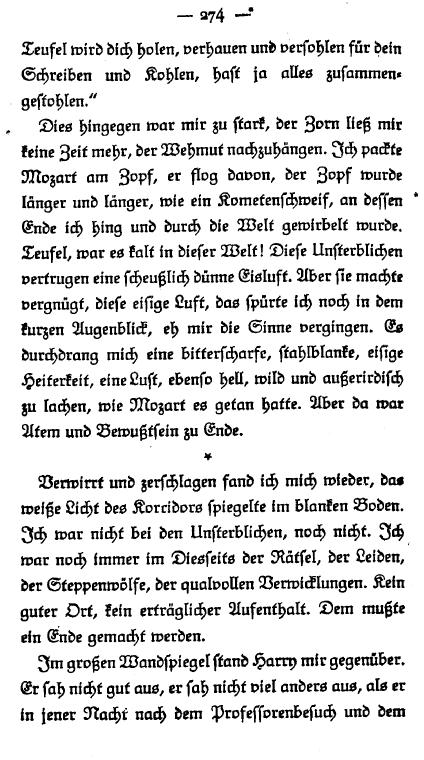 — 274 —
Teufel wird dich holen, verhauen und versohlen für dein
Schreiben und Kohlen, hast ja alles zusammen-
gestohlen.“
Dies hingegen war mir zu stark, der Zorn ließ mir
keine Zeit mehr, der Wehmut nachzuhängen. Ich packte
Mozart am Zopf, er flog davon, der Zopf wurde
länger und länger, wie ein Kometenschweif, an dessen
Ende ich hing und durch die Welt gewirbelt wurde.
Teufel, war es kalt in dieser Welt! Diese Unsterblichen
vertrugen eine scheußlich dünne Eisluft. Aber sie machte
vergnügt, diese eisige Luft, das spürte ich noch in dem
kurzen Augenblick, eh mir die Sinne vergingen. Es
durchdrang mich eine bitterscharfe, stahlblanke, eisige
Heiterkeit, eine Lust, ebenso hell, wild und außerirdisch
zu lachen, wie Mozart es getan hatte. Aber da war
Atem und Bewußtsein zu Ende.
*
Verwirrt und zerschlagen fand ich mich wieder, das
weiße Licht des Korridors spiegelte im blanken Boden.
Ich war nicht bei den Unsterblichen, noch nicht. Ich
war noch immer im Diesseits der Rätsel, der Leiden,
der Steppenwölfe, der qualvollen Verwicklungen. Kein
guter Ort, kein erträglicher Aufenthalt. Dem mußte
ein Ende gemacht werden.
Im großen Wandspiegel stand Harry mir gegenüber.
Er sah nicht gut aus, er sah nicht viel anders aus, als er
in jener Nacht nach dem Professorenbesuch und dem